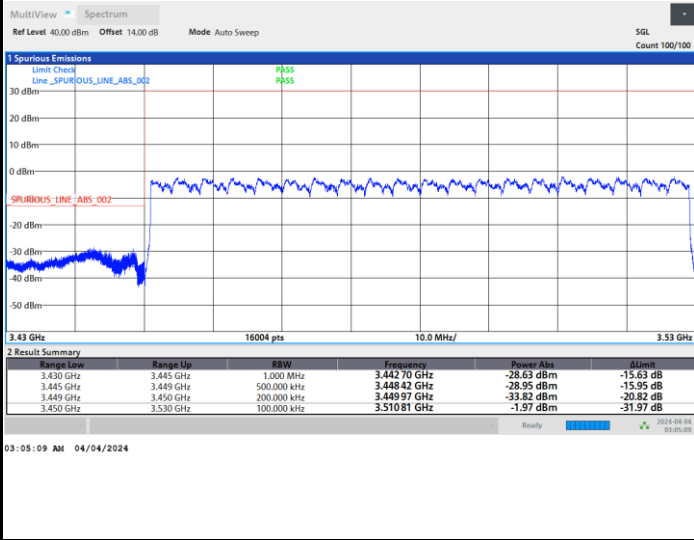 MultiView Spectrum
Ref Level 40.00 dBm Offset 14.00 dB Mode Auto Sweep SGL
Count 100/100
1 Spurious Emissions
Limit Check PASS
Line _SPURIOUS_LINE_ABS_002 PASS
30 dBm
20 dBm
10 dBm
0 dBm
_SPURIOUS_LINE_ABS_002
-20 dBm
-30 dBm
-40 dBm
-50 dBm
3.43 GHz 16004 pts 10.0 MHz/ 3.53 GHz
2 Result Summary
Range Low Range Up RBW Frequency Power Abs ΔLimit
3.430 GHz 3.445 GHz 1.000 MHz 3.442 70 GHz -28.63 dBm -15.63 dB
3.445 GHz 3.449 GHz 500.000 kHz 3.448 42 GHz -28.95 dBm -15.95 dB
3.449 GHz 3.450 GHz 200.000 kHz 3.449 97 GHz -33.82 dBm -20.82 dB
3.450 GHz 3.530 GHz 100.000 kHz 3.510 81 GHz -1.97 dBm -31.97 dB
Ready 2024-04-04
03:05:09
03:05:09 AM 04/04/2024